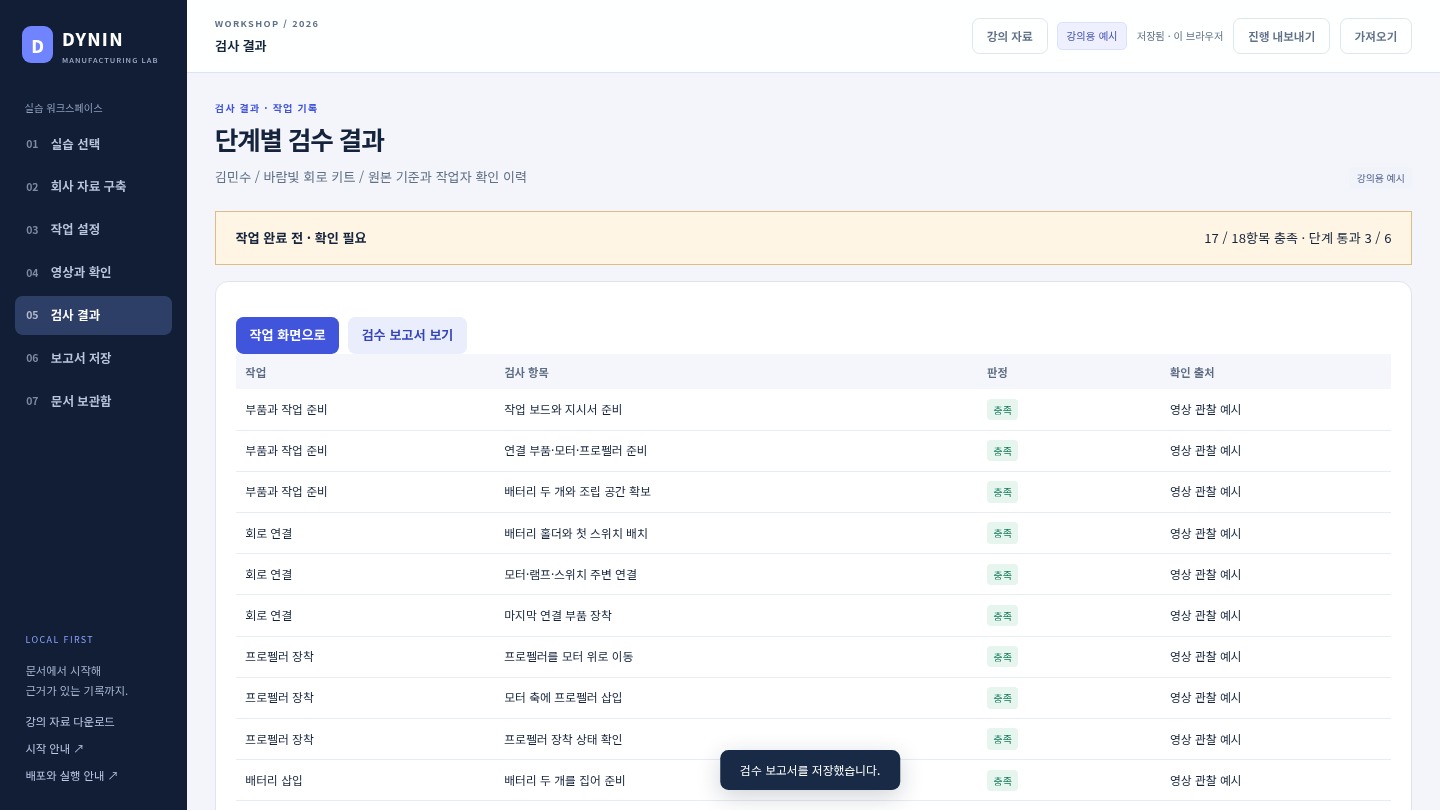 D
DYNIN
MANUFACTURING LAB
실습 워크스페이스
01 실습 선택
02 회사 자료 구축
03 작업 설정
04 영상과 확인
05 검사 결과
06 보고서 저장
07 문서 보관함
LOCAL FIRST
문서에서 시작해
근거가 있는 기록까지.
강의 자료 다운로드
시작 안내 ↗
배포와 실행 안내 ↗
WORKSHOP / 2026
검사 결과
강의 자료 강의용 예시 저장됨 · 이 브라우저 진행 내보내기 가져오기
검사 결과 · 작업 기록
단계별 검수 결과
김민수 / 바람빛 회로 키트 / 원본 기준과 작업자 확인 이력
강의용 예시
작업 완료 전 · 확인 필요 17 / 18항목 충족 · 단계 통과 3 / 6
작업 화면으로 검수 보고서 보기
작업 검사 항목 판정 확인 출처
부품과 작업 준비 작업 보드와 지시서 준비 충족 영상 관찰 예시
부품과 작업 준비 연결 부품·모터·프로펠러 준비 충족 영상 관찰 예시
부품과 작업 준비 배터리 두 개와 조립 공간 확보 충족 영상 관찰 예시
회로 연결 배터리 홀더와 첫 스위치 배치 충족 영상 관찰 예시
회로 연결 모터·램프·스위치 주변 연결 충족 영상 관찰 예시
회로 연결 마지막 연결 부품 장착 충족 영상 관찰 예시
프로펠러 장착 프로펠러를 모터 위로 이동 충족 영상 관찰 예시
프로펠러 장착 모터 축에 프로펠러 삽입 충족 영상 관찰 예시
프로펠러 장착 프로펠러 장착 상태 확인 충족 영상 관찰 예시
배터리 삽입 배터리 두 개를 집어 준비 충족 영상 관찰 예시
검수 보고서를 저장했습니다.